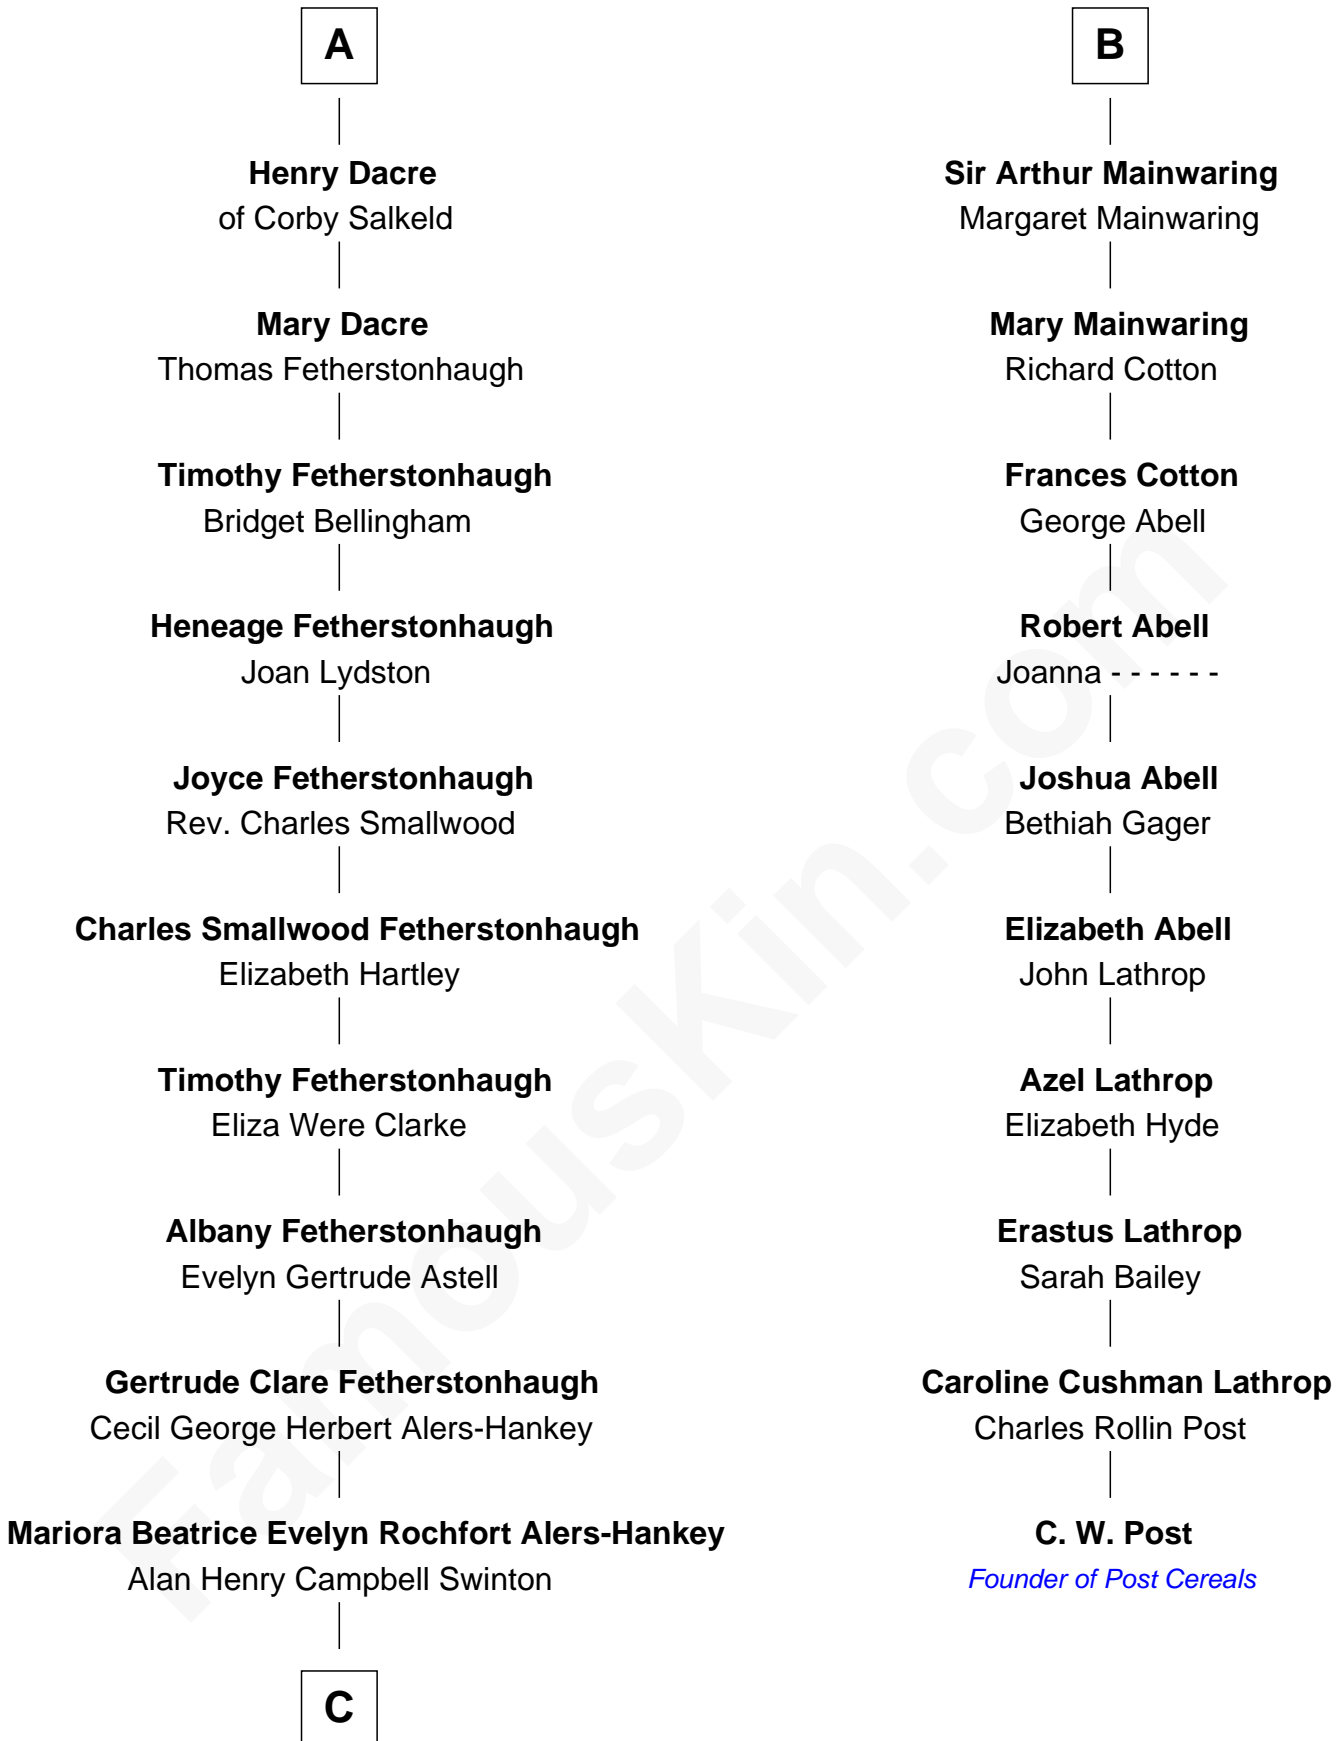 A
Henry Dacre
of Corby Salkeld
Mary Dacre
Thomas Fetherstonhaugh
Timothy Fetherstonhaugh
Bridget Bellingham
Heneage Fetherstonhaugh
Joan Lydston
Joyce Fetherstonhaugh
Rev. Charles Smallwood
Charles Smallwood Fetherstonhaugh
Elizabeth Hartley
Timothy Fetherstonhaugh
Eliza Were Clarke
Albany Fetherstonhaugh
Evelyn Gertrude Astell
Gertrude Clare Fetherstonhaugh
Cecil George Herbert Alers-Hankey
Mariora Beatrice Evelyn Rochfort Alers-Hankey
Alan Henry Campbell Swinton
C
B
Sir Arthur Mainwaring
Margaret Mainwaring
Mary Mainwaring
Richard Cotton
Frances Cotton
George Abell
Robert Abell
Joanna - - - - - -
Joshua Abell
Bethiah Gager
Elizabeth Abell
John Lathrop
Azel Lathrop
Elizabeth Hyde
Erastus Lathrop
Sarah Bailey
Caroline Cushman Lathrop
Charles Rollin Post
C. W. Post
Founder of Post Cereals
FamousKin.com